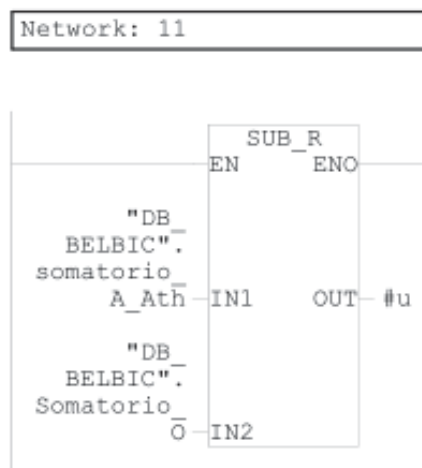 Network: 11
SUB_R
EN ENO
"DB_
BELBIC".
somatorio_
A_Ath IN1 OUT #u
"DB_
BELBIC".
Somatorio_
O IN2